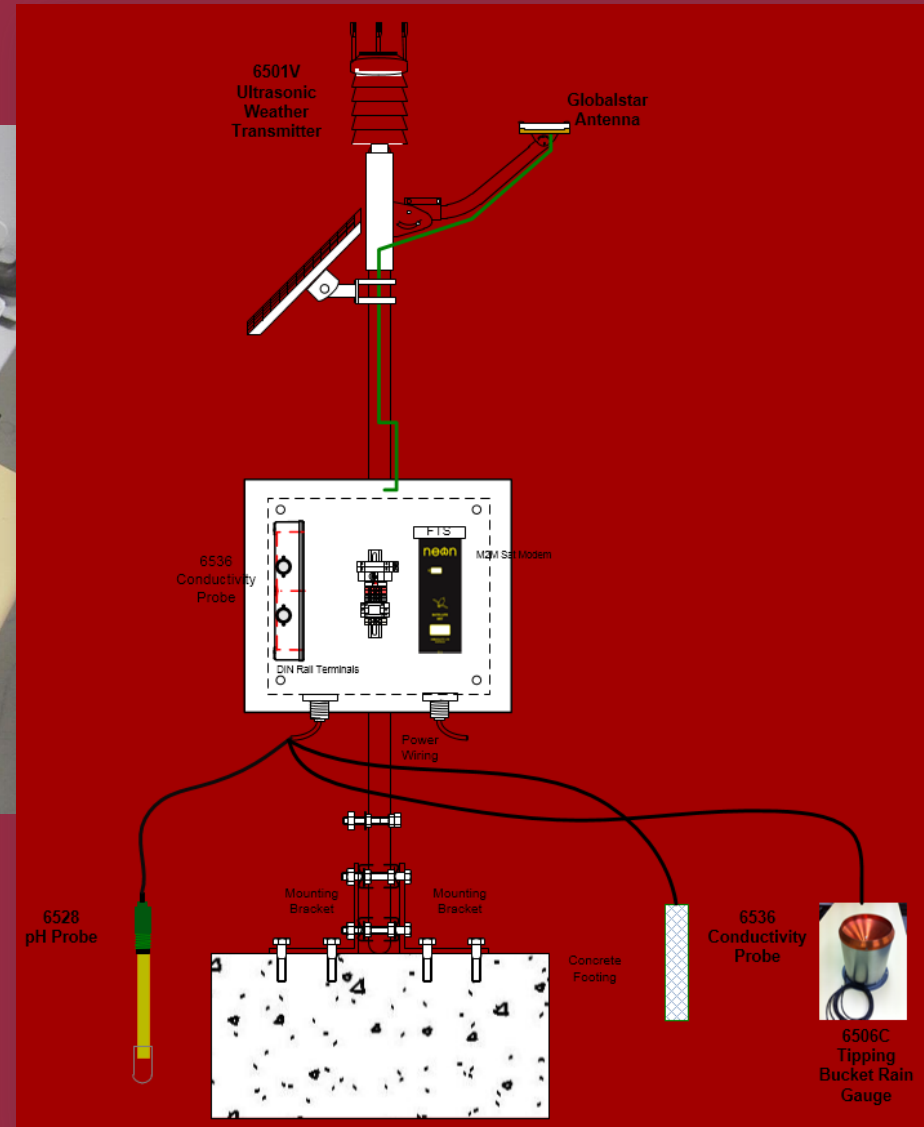 6501V
Ultrasonic
Weather
Transmitter
Globalstar
Antenna
FTS
neon
M2M Sat Modem
6536
Conductivity
Probe
DIN Rail Terminals
Power
Wiring
Mounting
Bracket
Mounting
Bracket
6528
pH Probe
Concrete
Footing
6536
Conductivity
Probe
6506C
Tipping
Bucket Rain
Gauge